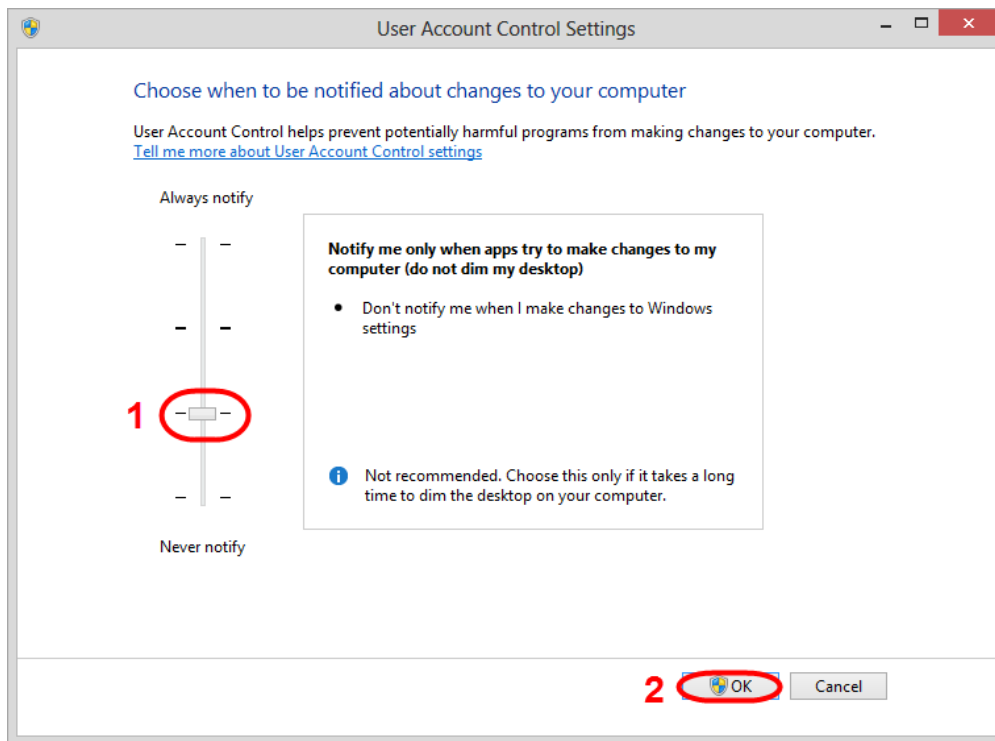 User Account Control Settings
Choose when to be notified about changes to your computer
User Account Control helps prevent potentially harmful programs from making changes to your computer.
Tell me more about User Account Control settings
Always notify
Notify me only when apps try to make changes to my
computer (do not dim my desktop)
• Don't notify me when I make changes to Windows
settings
1
Not recommended. Choose this only if it takes a long
time to dim the desktop on your computer.
Never notify
2
OK
Cancel